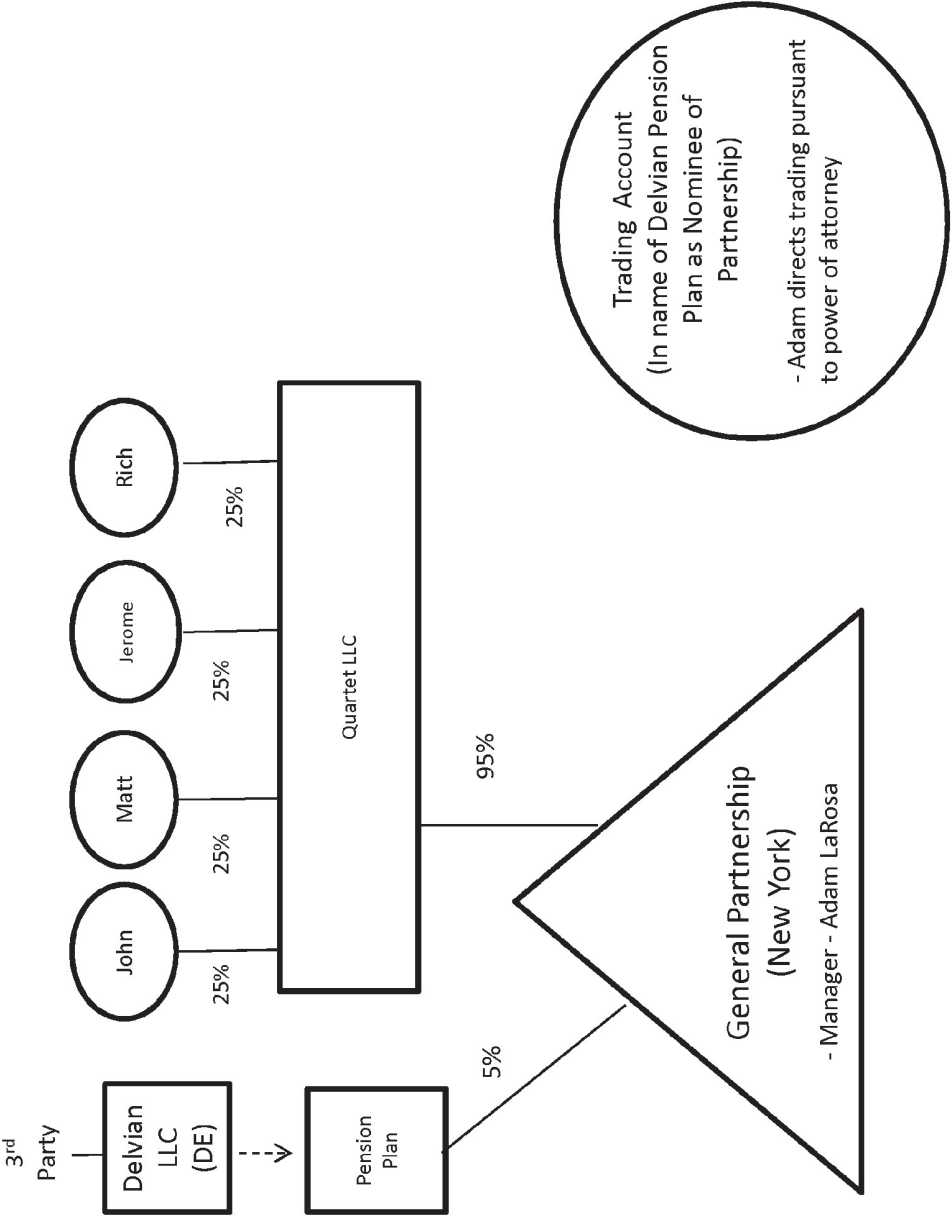 3rd
Party
Delvian
LLC
(DE)
Pension
Plan
5%
John
Matt
Jerome
Rich
25%
25%
25%
25%
Quartet LLC
95%
General Partnership
(New York)
- Manager - Adam LaRosa
Trading Account
(In name of Delvian Pension
Plan as Nominee of
Partnership)
- Adam directs trading pursuant
to power of attorney